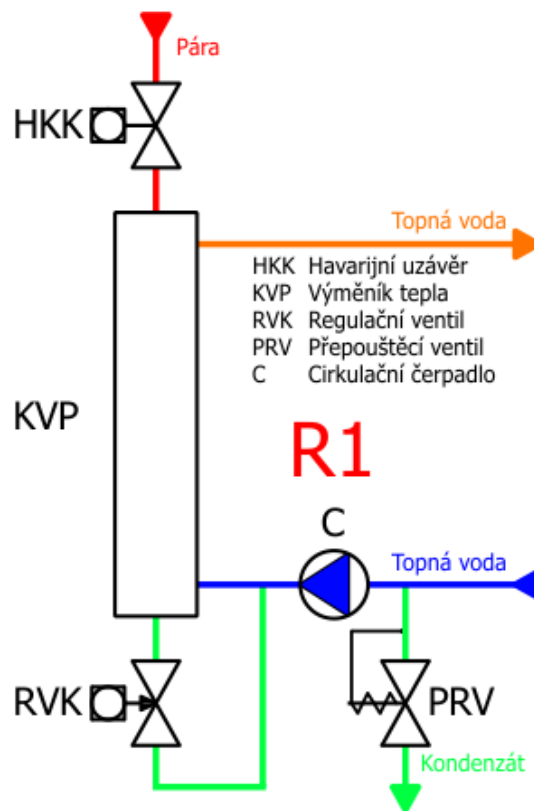 Pára
HKK
Topná voda
HKK Havarijní uzávěr
KVP Výměník tepla
RVK Regulační ventil
PRV Přepouštěcí ventil
C Cirkulační čerpadlo
KVP
R1
C
Topná voda
RVK
PRV
Kondenzát